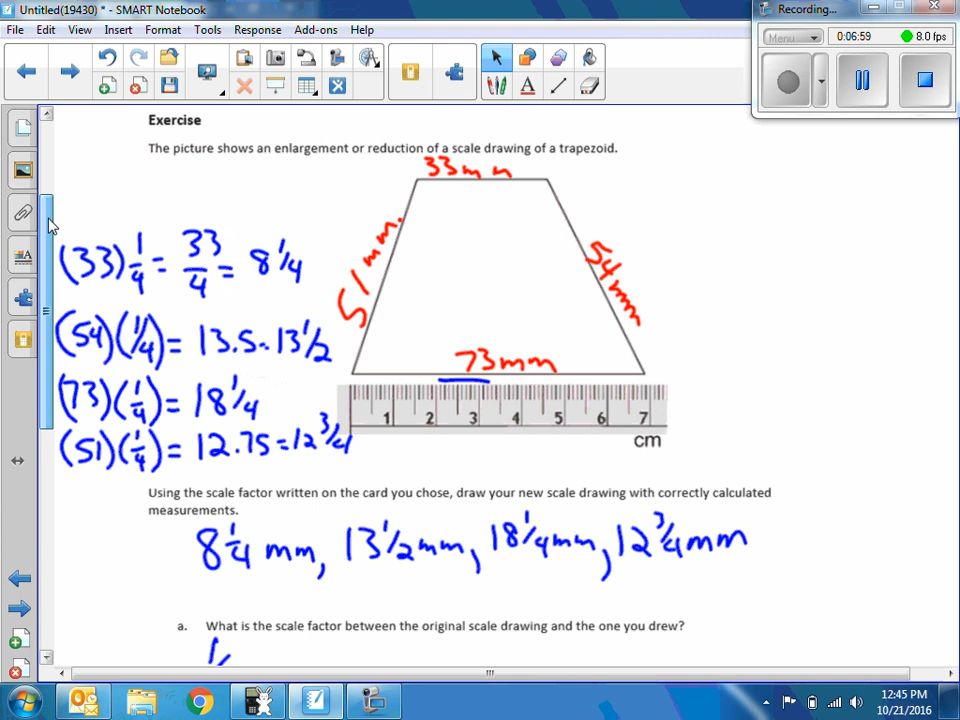 Untitled(19430) * - SMART Notebook
File Edit View Insert Format Tools Response Add-ons Help
Recording...
Menu 0:06:59 8.0 fps
Exercise
The picture shows an enlargement or reduction of a scale drawing of a trapezoid.
33mm
51mm.
54mm
73mm
(33) 1/4 = 33/4 = 8 1/4
(54)(1/4) = 13.5 = 13 1/2
(73)(1/4) = 18 1/4
(51)(1/4) = 12.75 = 12 3/4
1 2 3 4 5 6 7
cm
Using the scale factor written on the card you chose, draw your new scale drawing with correctly calculated
measurements.
8 1/4 mm, 13 1/2 mm, 18 1/4 mm, 12 3/4 mm
a. What is the scale factor between the original scale drawing and the one you drew?
12:45 PM
10/21/2016